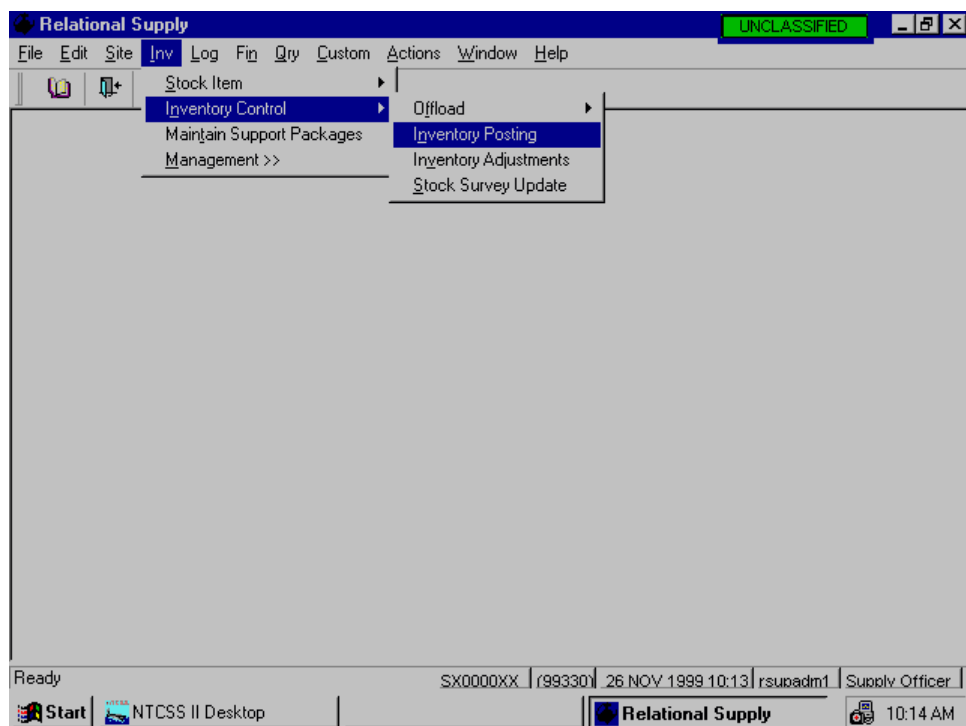 Relational Supply UNCLASSIFIED
File Edit Site Inv Log Fin Qry Custom Actions Window Help
Stock Item
Inventory Control
Maintain Support Packages
Management >>
Offload
Inventory Posting
Inventory Adjustments
Stock Survey Update
Ready SX0000XX (99330) 26 NOV 1999 10:13 rsupadm1 Supply Officer
Start NTCSS II Desktop Relational Supply 10:14 AM